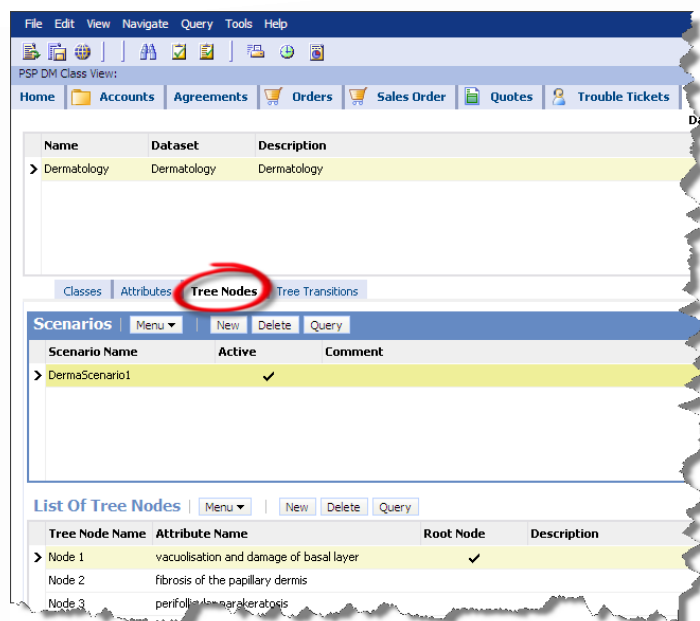 File Edit View Navigate Query Tools Help
PSP DM Class View:
Home Accounts Agreements Orders Sales Order Quotes Trouble Tickets
Name Dataset Description
Dermatology Dermatology Dermatology
Classes Attributes Tree Nodes Tree Transitions
Scenarios Menu New Delete Query
Scenario Name Active Comment
DermaScenario1
List Of Tree Nodes Menu New Delete Query
Tree Node Name Attribute Name Root Node Description
Node 1 vacuolisation and damage of basal layer
Node 2 fibrosis of the papillary dermis
Node 3 perifollicular parakeratosis